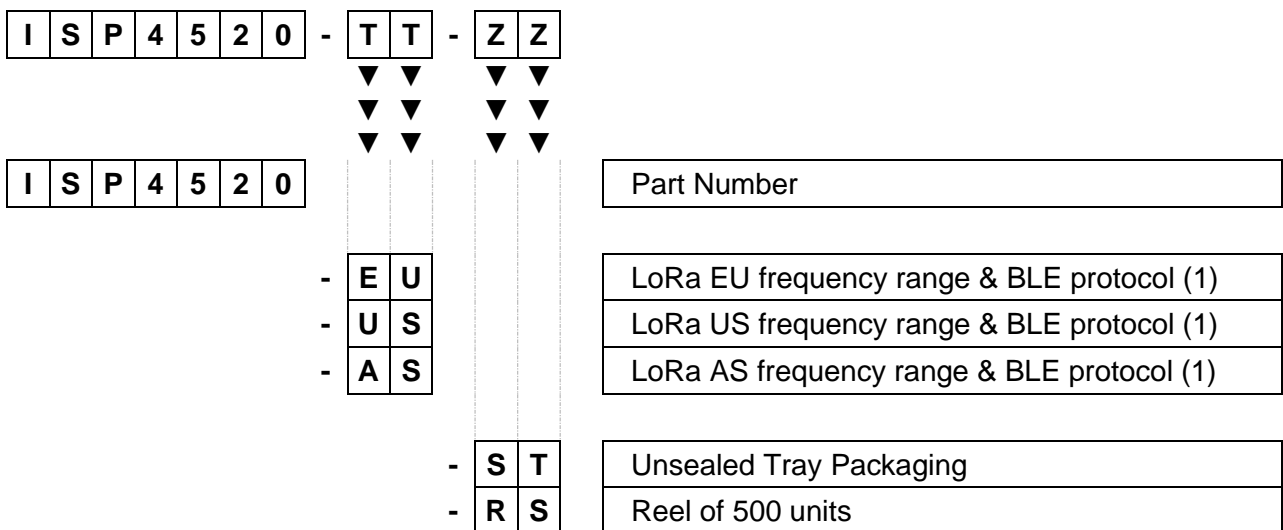 ISP4520 - TT - ZZ
ISP4520 Part Number
- EU LoRa EU frequency range & BLE protocol (1)
- US LoRa US frequency range & BLE protocol (1)
- AS LoRa AS frequency range & BLE protocol (1)
- ST Unsealed Tray Packaging
- RS Reel of 500 units